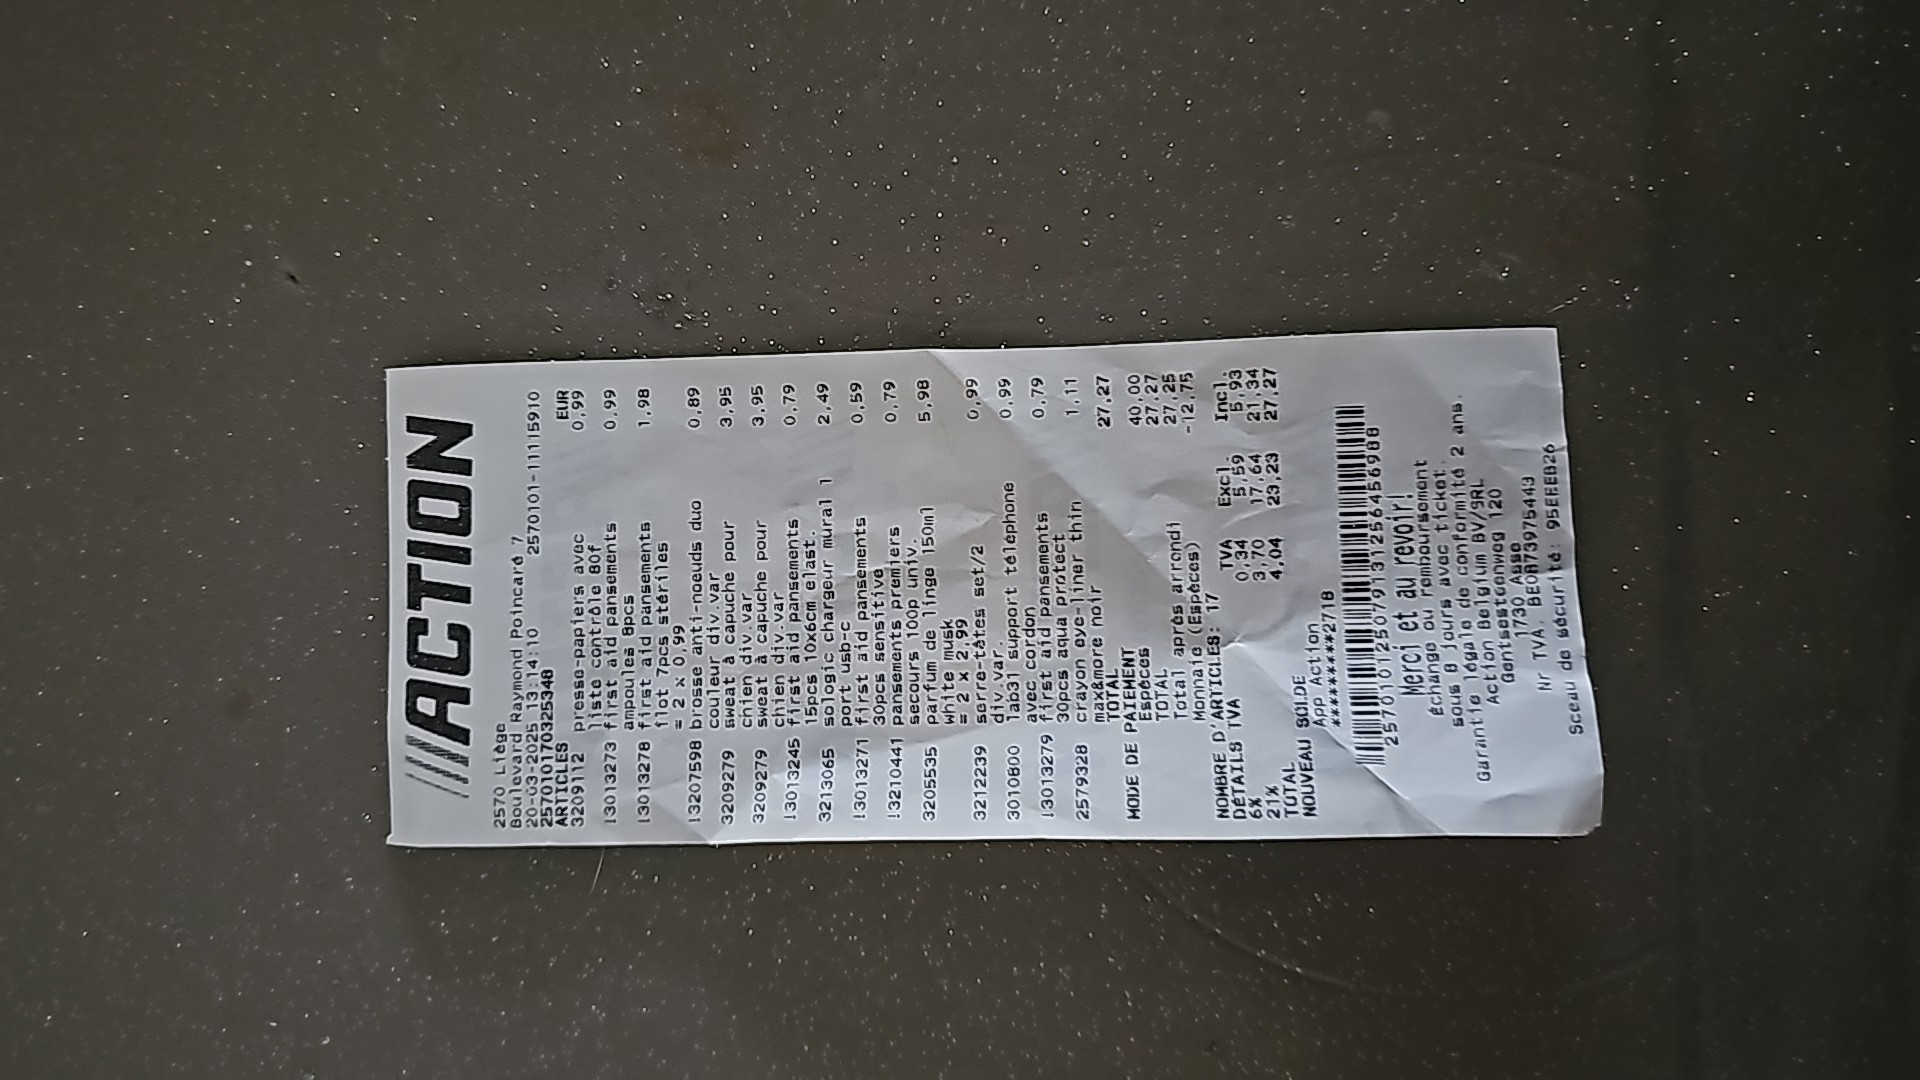 ACTION
2570 Liège
Boulevard Raymond Poincaré 7
20-03-2025 13:14:10 2570101-11115910
2570101170325348
ARTICLES EUR
3209112 presse-papiers avec 0,99
liste contrôle 80f
!3013273 first aid pansements 0,99
ampoules 8pcs
!3013278 first aid pansements 1,98
flot 7pcs stériles
= 2 x 0,99
!3207598 brosse anti-noeuds duo 0,89
couleur div.var
3209279 sweat à capuche pour 3,95
chien div.var
3209279 sweat à capuche pour 3,95
chien div.var
!3013245 first aid pansements 0,79
15pcs 10x6cm elast.
3213065 sologic chargeur mural 1 2,49
port usb-c
!3013271 first aid pansements 0,59
30pcs sensitive
!3210441 pansements premiers 0,79
secours 100p univ.
3205535 parfum de linge 150ml 5,98
white musk
= 2 x 2,99
3212239 serre-têtes set/2 0,99
div.var.
3010800 lab31 support téléphone 0,99
avec cordon
!3013279 first aid pansements 0,79
30pcs aqua protect
2579328 crayon eye-liner thin 1,11
max&more noir
TOTAL 27,27
MODE DE PAIEMENT
Espèces 40,00
TOTAL 27,27
Total après arrondi 27,25
Monnaie (Espèces) -12,75
NOMBRE D'ARTICLES: 17
DÉTAILS TVA TVA Excl. Incl.
6% 0,34 5,59 5,93
21% 3,70 17,64 21,34
TOTAL 4,04 23,23 27,27
NOUVEAU SOLDE
App Action
*********2718
Merci et au revoir!
échange ou remboursement
sous 8 jours avec ticket.
Garantie légale de conformité 2 ans.
Action Belgium BV/SRL
Gentsesteenweg 120
1730 Asse
Nr TVA. BE0873975443
Sceau de sécurité: